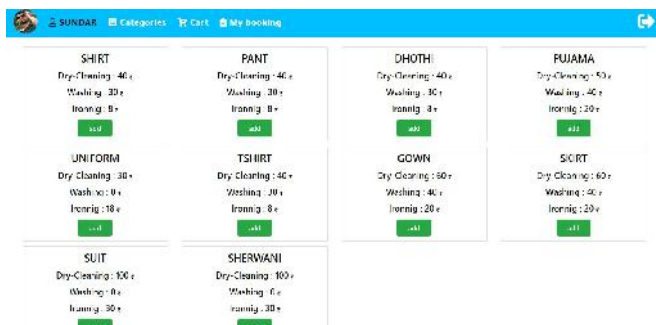 SUNDAR Categories Cart My booking
SHIRT
Dry-Cleaning : 40 ₹
Washing : 30 ₹
Ironnig : 8 ₹
add
PANT
Dry-Cleaning : 40 ₹
Washing : 30 ₹
Ironnig : 8 ₹
add
DHOTHI
Dry-Cleaning : 40 ₹
Washing : 30 ₹
Ironnig : 8 ₹
add
PUJAMA
Dry-Cleaning : 50 ₹
Washing : 40 ₹
Ironnig : 20 ₹
add
UNIFORM
Dry-Cleaning : 30 ₹
Washing : 0 ₹
Ironnig : 18 ₹
add
TSHIRT
Dry-Cleaning : 40 ₹
Washing : 30 ₹
Ironnig : 8 ₹
add
GOWN
Dry-Cleaning : 60 ₹
Washing : 40 ₹
Ironnig : 20 ₹
add
SKIRT
Dry-Cleaning : 60 ₹
Washing : 40 ₹
Ironnig : 20 ₹
add
SUIT
Dry-Cleaning : 100 ₹
Washing : 0 ₹
Ironnig : 30 ₹
SHERWANI
Dry-Cleaning : 100 ₹
Washing : 0 ₹
Ironnig : 30 ₹